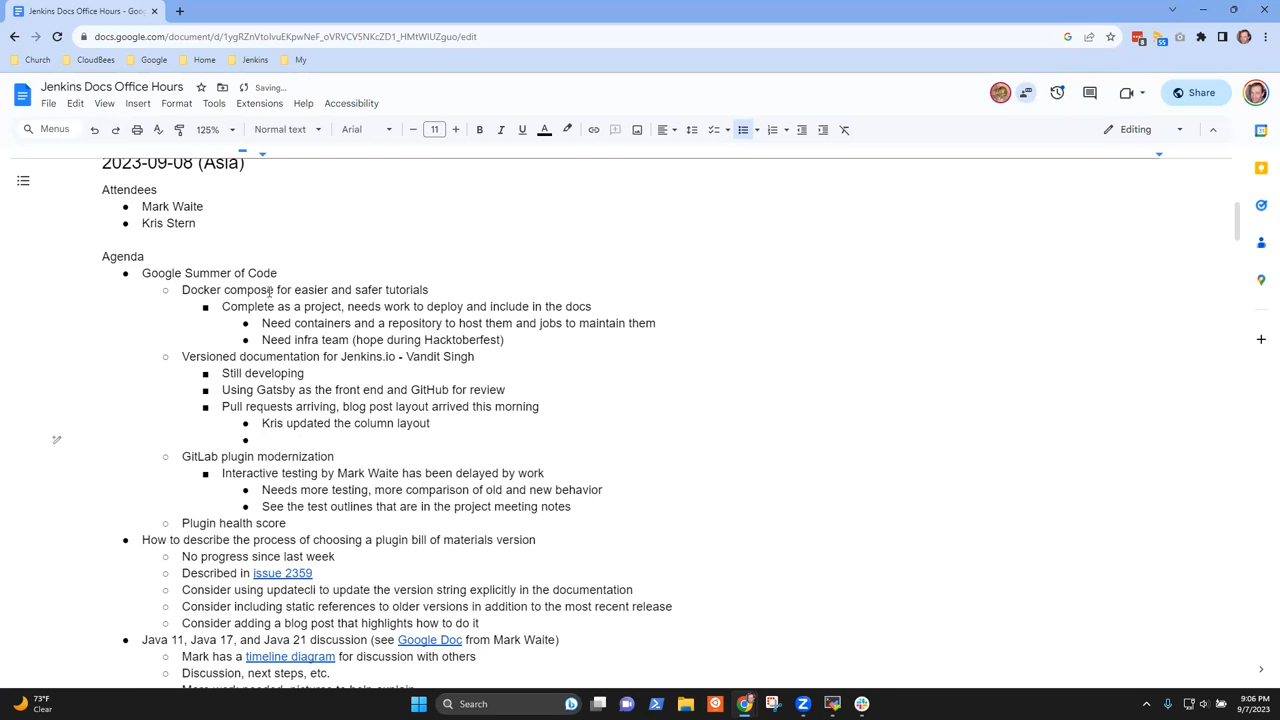 Jenkins Docs Office Hours - Goog
docs.google.com/document/d/1ygRZnVtoIvuEKpwNeF_oVRVCV5NKcZD1_HMtWIUZguo/edit
Church CloudBees Google Home Jenkins My
Jenkins Docs Office Hours Saving...
File Edit View Insert Format Tools Extensions Help Accessibility
Share
Menus 125% Normal text Arial 11 Editing
2023-09-08 (Asia)
Attendees
● Mark Waite
● Kris Stern
Agenda
● Google Summer of Code
○ Docker compose for easier and safer tutorials
■ Complete as a project, needs work to deploy and include in the docs
● Need containers and a repository to host them and jobs to maintain them
● Need infra team (hope during Hacktoberfest)
○ Versioned documentation for Jenkins.io - Vandit Singh
■ Still developing
■ Using Gatsby as the front end and GitHub for review
■ Pull requests arriving, blog post layout arrived this morning
● Kris updated the column layout
●
○ GitLab plugin modernization
■ Interactive testing by Mark Waite has been delayed by work
● Needs more testing, more comparison of old and new behavior
● See the test outlines that are in the project meeting notes
○ Plugin health score
● How to describe the process of choosing a plugin bill of materials version
○ No progress since last week
○ Described in issue 2359
○ Consider using updatecli to update the version string explicitly in the documentation
○ Consider including static references to older versions in addition to the most recent release
○ Consider adding a blog post that highlights how to do it
● Java 11, Java 17, and Java 21 discussion (see Google Doc from Mark Waite)
○ Mark has a timeline diagram for discussion with others
○ Discussion, next steps, etc.
73°F
Clear
Search
9:06 PM
9/7/2023